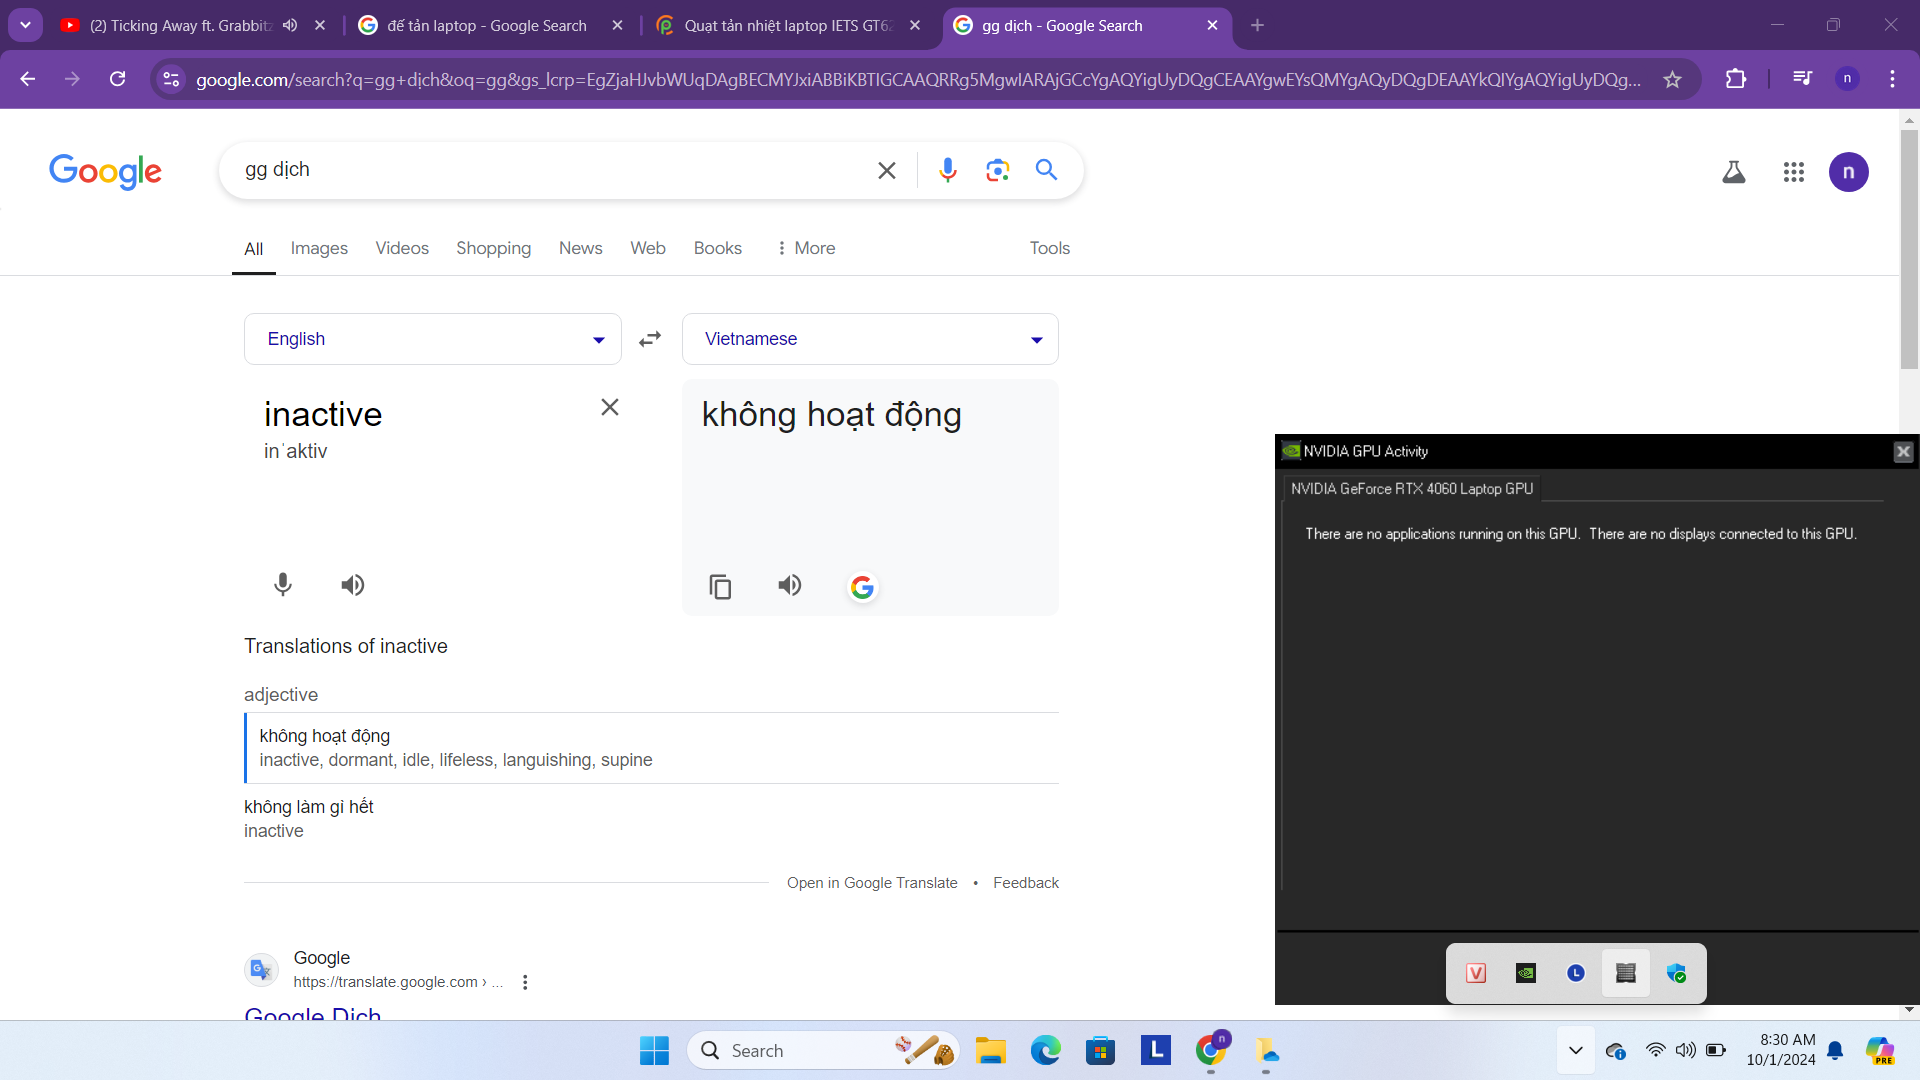 (2) Ticking Away ft. Grabbitz
đế tản laptop - Google Search
Quạt tản nhiệt laptop IETS GT62
gg dịch - Google Search
google.com/search?q=gg+dịch&oq=gg&gs_lcrp=EgZjaHJvbWUqDAgBECMYJxiABBiKBTIGCAAQRRg5MgwIARAjGCcYgAQYigUyDQgCEAAYgwEYsQMYgAQyDQgDEAAYkQIYgAQYigUyDQg...
n
Google
gg dịch
n
All
Images
Videos
Shopping
News
Web
Books
More
Tools
English
Vietnamese
inactive
inˈaktiv
không hoạt động
Translations of inactive
adjective
không hoạt động
inactive, dormant, idle, lifeless, languishing, supine
không làm gì hết
inactive
Open in Google Translate • Feedback
Google
https://translate.google.com › ...
Google Dịch
NVIDIA GPU Activity
NVIDIA GeForce RTX 4060 Laptop GPU
There are no applications running on this GPU. There are no displays connected to this GPU.
V
L
Search
L
n
8:30 AM
10/1/2024
PRE